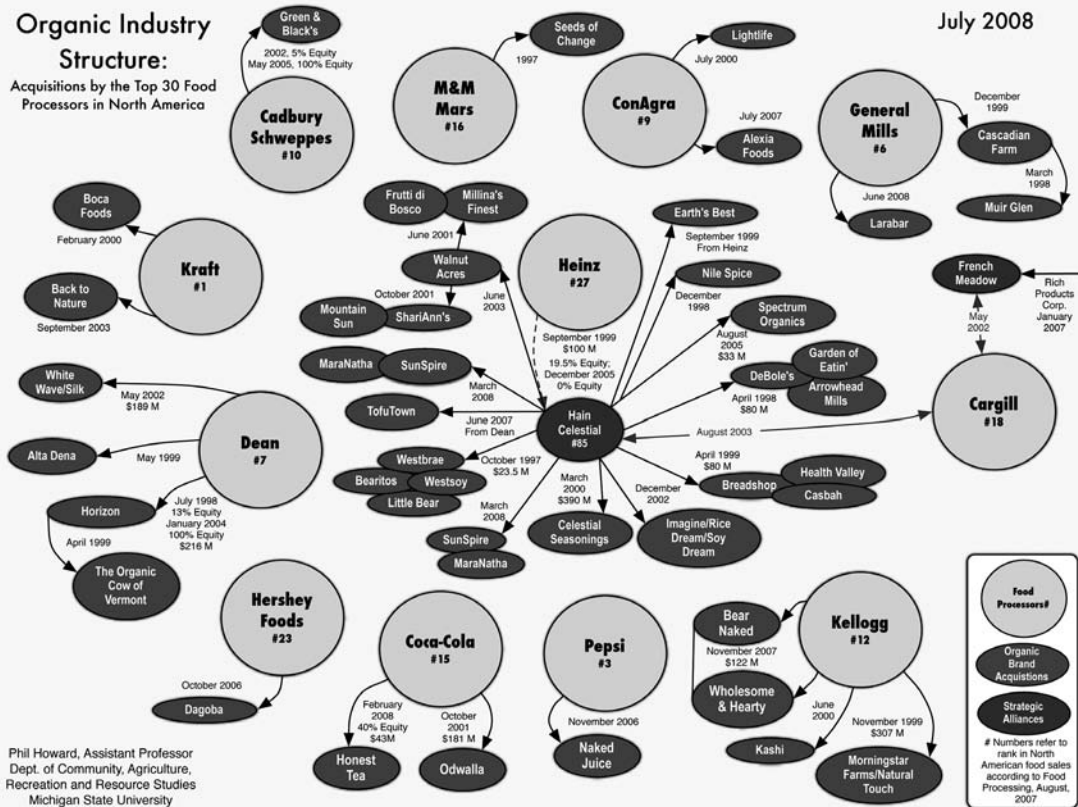 Organic Industry
Structure:
Acquisitions by the Top 30 Food
Processors in North America
July 2008
Green &
Black's
2002, 5% Equity
May 2005, 100% Equity
Cadbury
Schweppes
#10
M&M
Mars
#16
Seeds of
Change
1997
ConAgra
#9
Lightlife
July 2000
July 2007
Alexia
Foods
General
Mills
#6
December
1999
Cascadian
Farm
March
1998
Muir Glen
June 2008
Larabar
Boca
Foods
February 2000
Kraft
#1
Back to
Nature
September 2003
Frutti di
Bosco
Millina's
Finest
June 2001
Walnut
Acres
October 2001
Mountain
Sun
ShariAnn's
June
2003
Heinz
#27
September 1999
$100 M
19.5% Equity;
December 2005
0% Equity
Earth's Best
September 1999
From Heinz
Nile Spice
December
1998
Spectrum
Organics
August
2005
$33 M
Garden of
Eatin'
DeBole's
Arrowhead
Mills
April 1998
$80 M
French
Meadow
Rich
Products
Corp.
January
2007
May
2002
Cargill
#18
August 2003
White
Wave/Silk
May 2002
$189 M
Dean
#7
Alta Dena
May 1999
Horizon
July 1998
13% Equity
January 2004
100% Equity
$216 M
April 1999
The Organic
Cow of
Vermont
MaraNatha
SunSpire
March
2008
TofuTown
June 2007
From Dean
Hain
Celestial
#85
Westbrae
Bearitos
Westsoy
Little Bear
October 1997
$23.5 M
March
2008
SunSpire
MaraNatha
March
2000
$390 M
Celestial
Seasonings
December
2002
Imagine/Rice
Dream/Soy
Dream
April 1999
$80 M
Health Valley
Breadshop
Casbah
Hershey
Foods
#23
October 2006
Dagoba
Coca-Cola
#15
February
2008
40% Equity
$43M
Honest
Tea
October
2001
$181 M
Odwalla
Pepsi
#3
November 2006
Naked
Juice
Kellogg
#12
Bear
Naked
November 2007
$122 M
Wholesome
& Hearty
June
2000
Kashi
November 1999
$307 M
Morningstar
Farms/Natural
Touch
Food
Processors#
Organic
Brand
Acquistions
Strategic
Alliances
# Numbers refer to
rank in North
American food sales
according to Food
Processing, August,
2007
Phil Howard, Assistant Professor
Dept. of Community, Agriculture,
Recreation and Resource Studies
Michigan State University